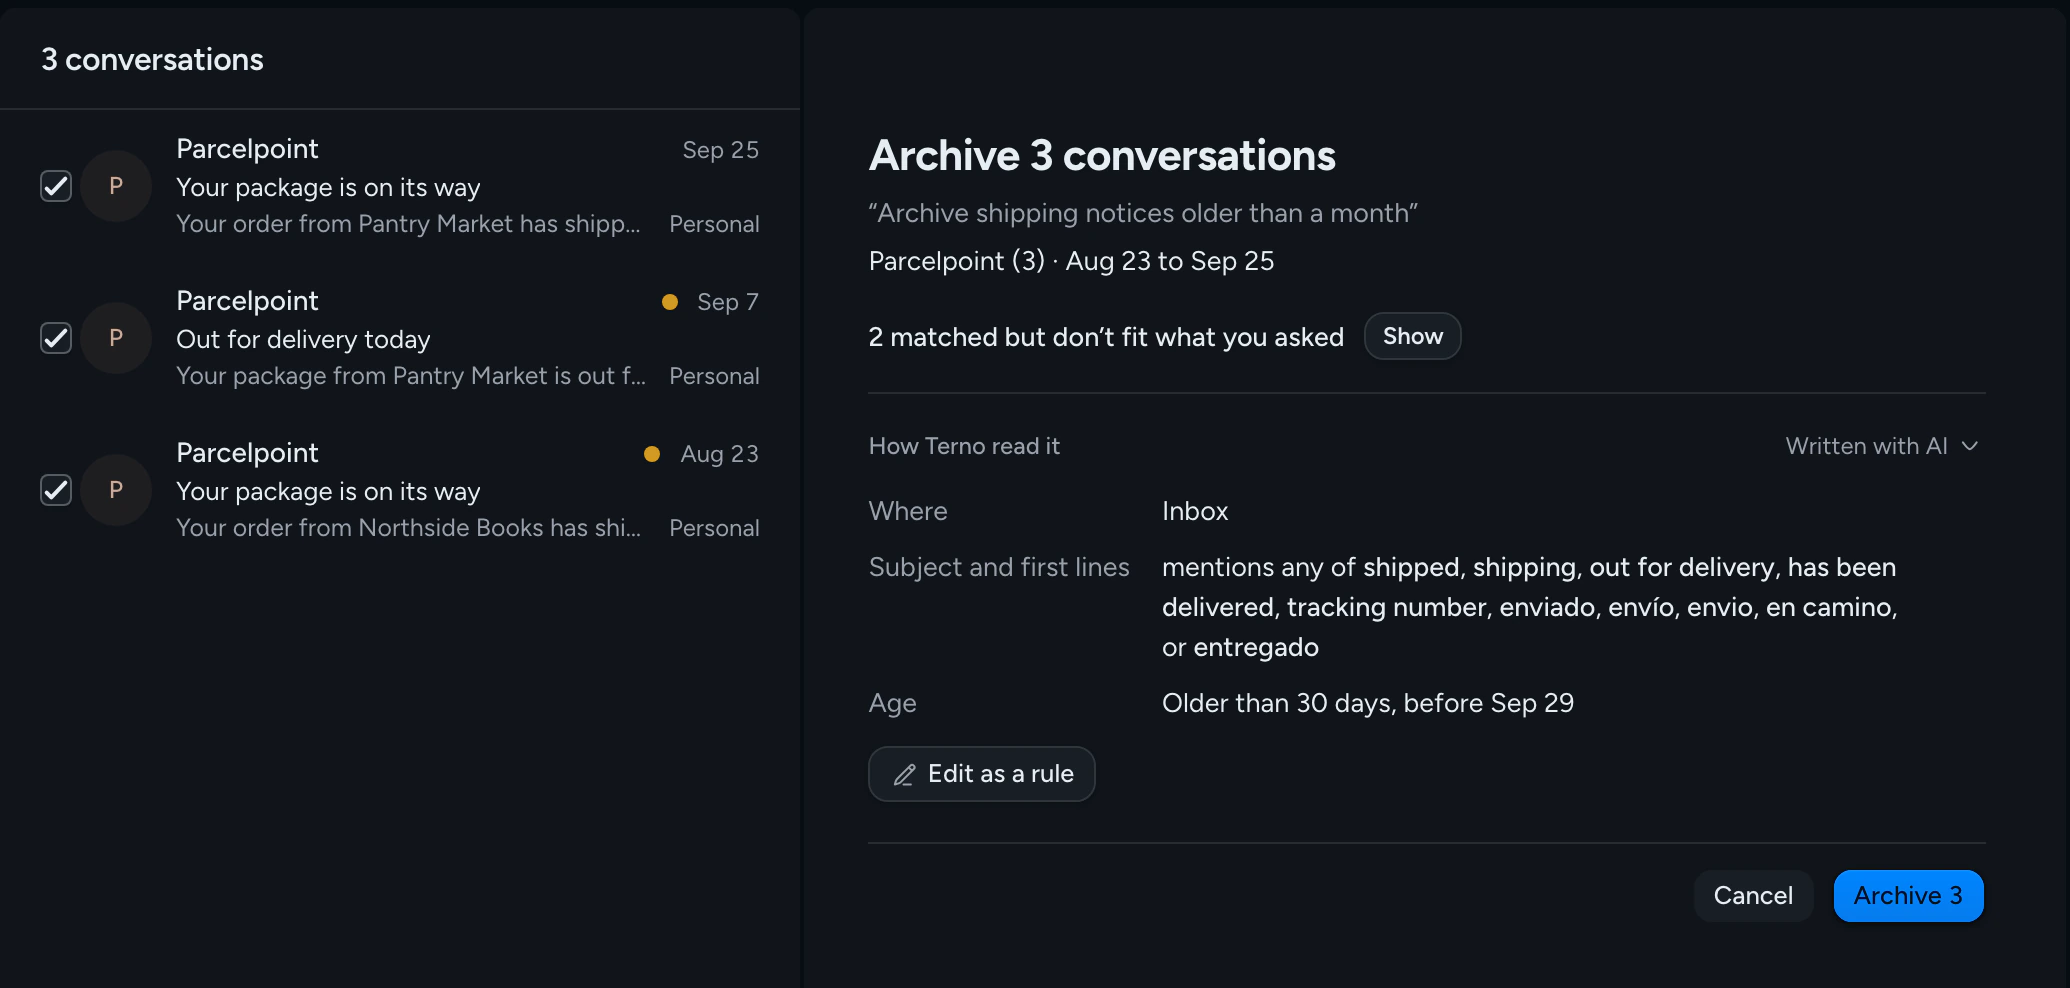 3 conversations
P
Parcelpoint
Sep 25
Your package is on its way
Your order from Pantry Market has shipp...
Personal
P
Parcelpoint
Sep 7
Out for delivery today
Your package from Pantry Market is out f...
Personal
P
Parcelpoint
Aug 23
Your package is on its way
Your order from Northside Books has shi...
Personal
Archive 3 conversations
“Archive shipping notices older than a month”
Parcelpoint (3) · Aug 23 to Sep 25
2 matched but don’t fit what you asked
Show
How Terno read it
Written with AI
Where
Inbox
Subject and first lines
mentions any of shipped, shipping, out for delivery, has been
delivered, tracking number, enviado, envío, envio, en camino,
or entregado
Age
Older than 30 days, before Sep 29
Edit as a rule
Cancel
Archive 3